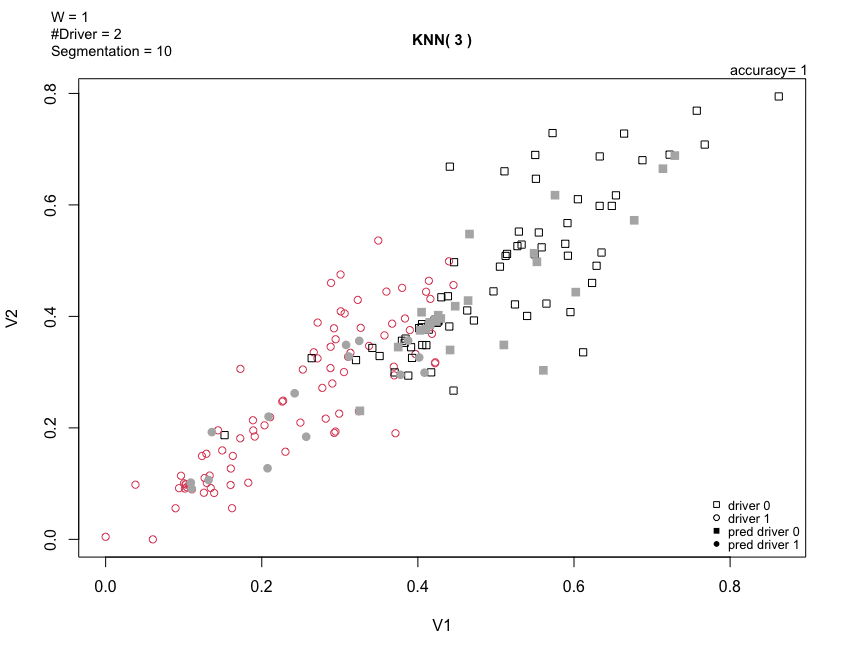 W = 1
#Driver = 2
Segmentation = 10
KNN( 3 )
accuracy= 1
0.8
0.6
0.4
0.2
0.0
V2
driver 0
driver 1
pred driver 0
pred driver 1
0.0 0.2 0.4 0.6 0.8
V1